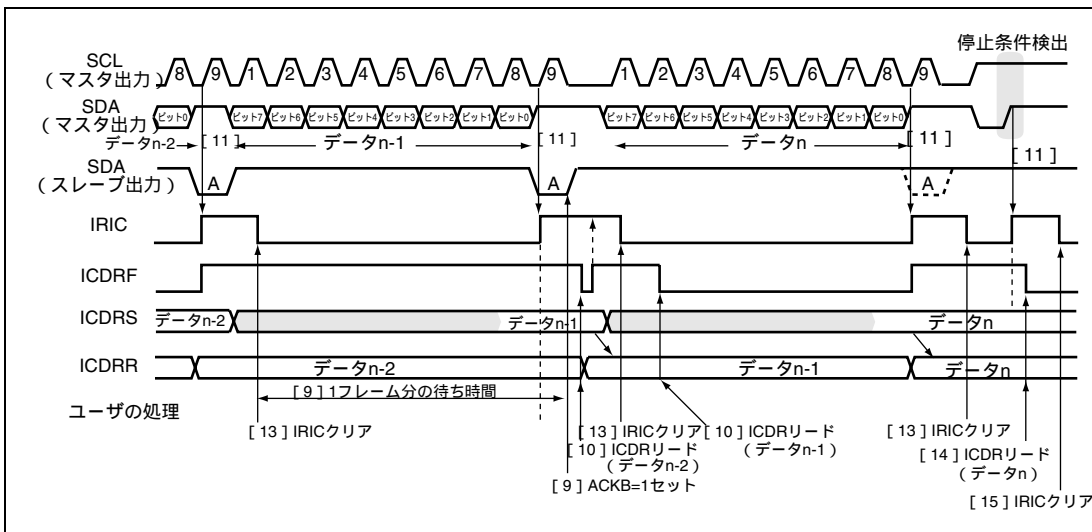 停止条件検出
SCL
(マスタ出力)
8 9 1 2 3 4 5 6 7 8 9 1 2 3 4 5 6 7 8 9
SDA
(マスタ出力)
ビット0 ビット7 ビット6 ビット5 ビット4 ビット3 ビット2 ビット1 ビット0 ビット7 ビット6 ビット5 ビット4 ビット3 ビット2 ビット1 ビット0
データn-2 [ 11 ] データn-1 [ 11 ] データn [ 11 ]
[ 11 ]
SDA
(スレーブ出力)
A A A
IRIC
ICDRF
ICDRS
データn-2 データn-1 データn
ICDRR
データn-2 データn-1 データn
[ 9 ] 1フレーム分の待ち時間
ユーザの処理
[ 13 ] IRICクリア [ 13 ] IRICクリア [ 10 ] ICDRリード [ 13 ] IRICクリア
(データn-1)
[ 10 ] ICDRリード
(データn-2)
[ 14 ] ICDRリード
(データn)
[ 9 ] ACKB=1セット
[ 15 ] IRICクリア